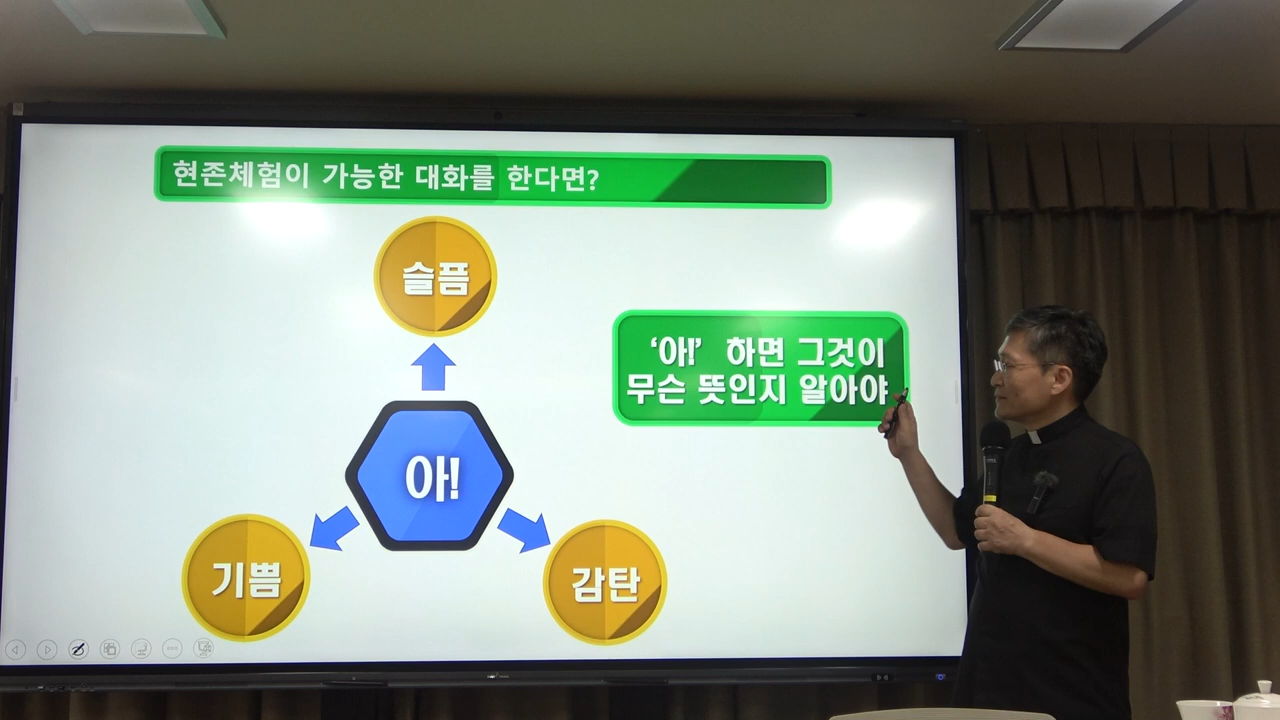 현존체험이 가능한 대화를 한다면?
슬픔
‘아!’ 하면 그것이
무슨 뜻인지 알아야
아!
기쁨
감탄